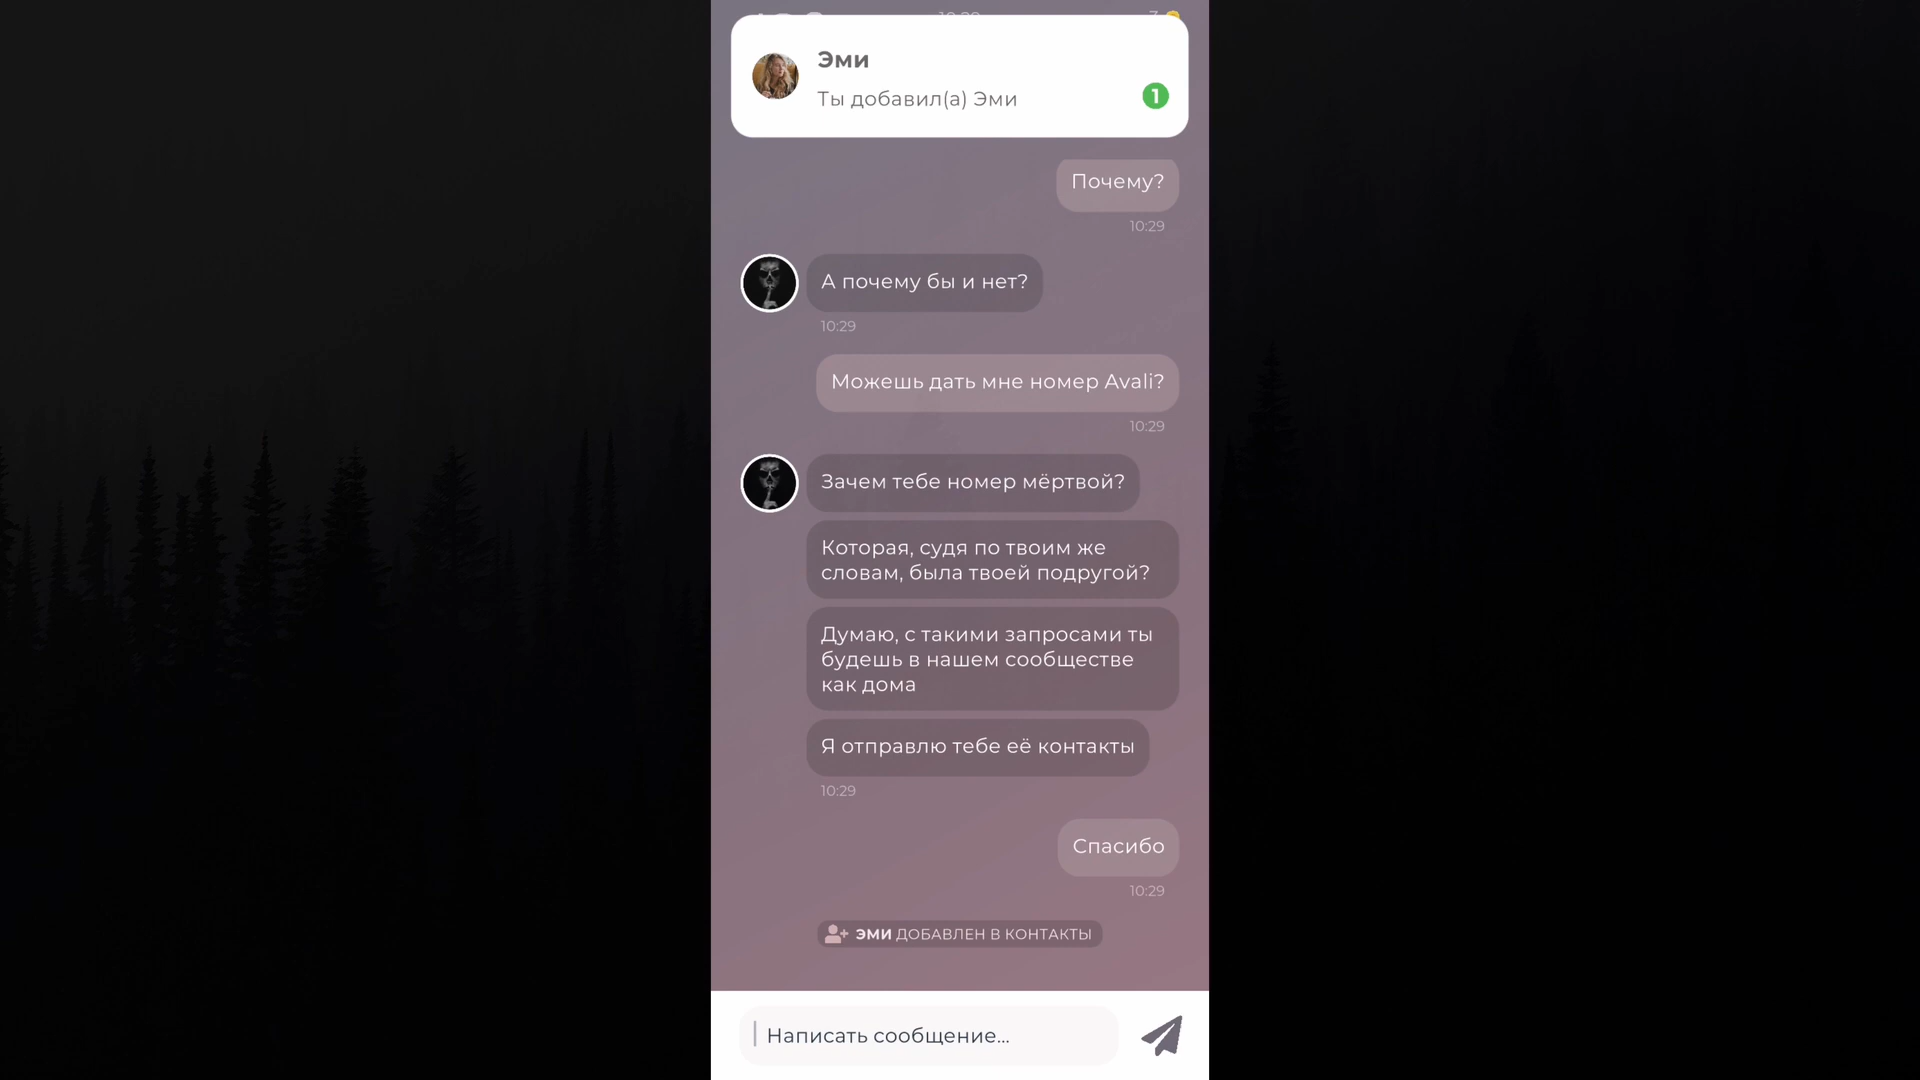 Эми
Ты добавил(а) Эми
1
Почему?
10:29
А почему бы и нет?
10:29
Можешь дать мне номер Avali?
10:29
Зачем тебе номер мёртвой?
Которая, судя по твоим же
словам, была твоей подругой?
Думаю, с такими запросами ты
будешь в нашем сообществе
как дома
Я отправлю тебе её контакты
10:29
Спасибо
10:29
ЭМИ ДОБАВЛЕН В КОНТАКТЫ
Написать сообщение...